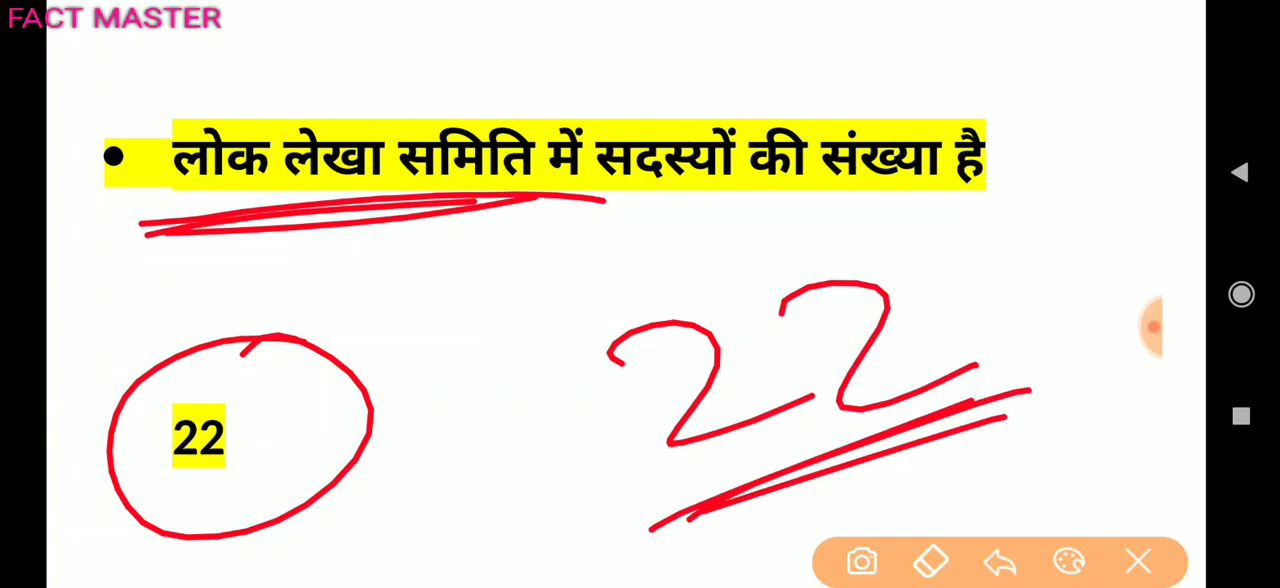 FACT MASTER
• लोक लेखा समिति में सदस्यों की संख्या है
22
22